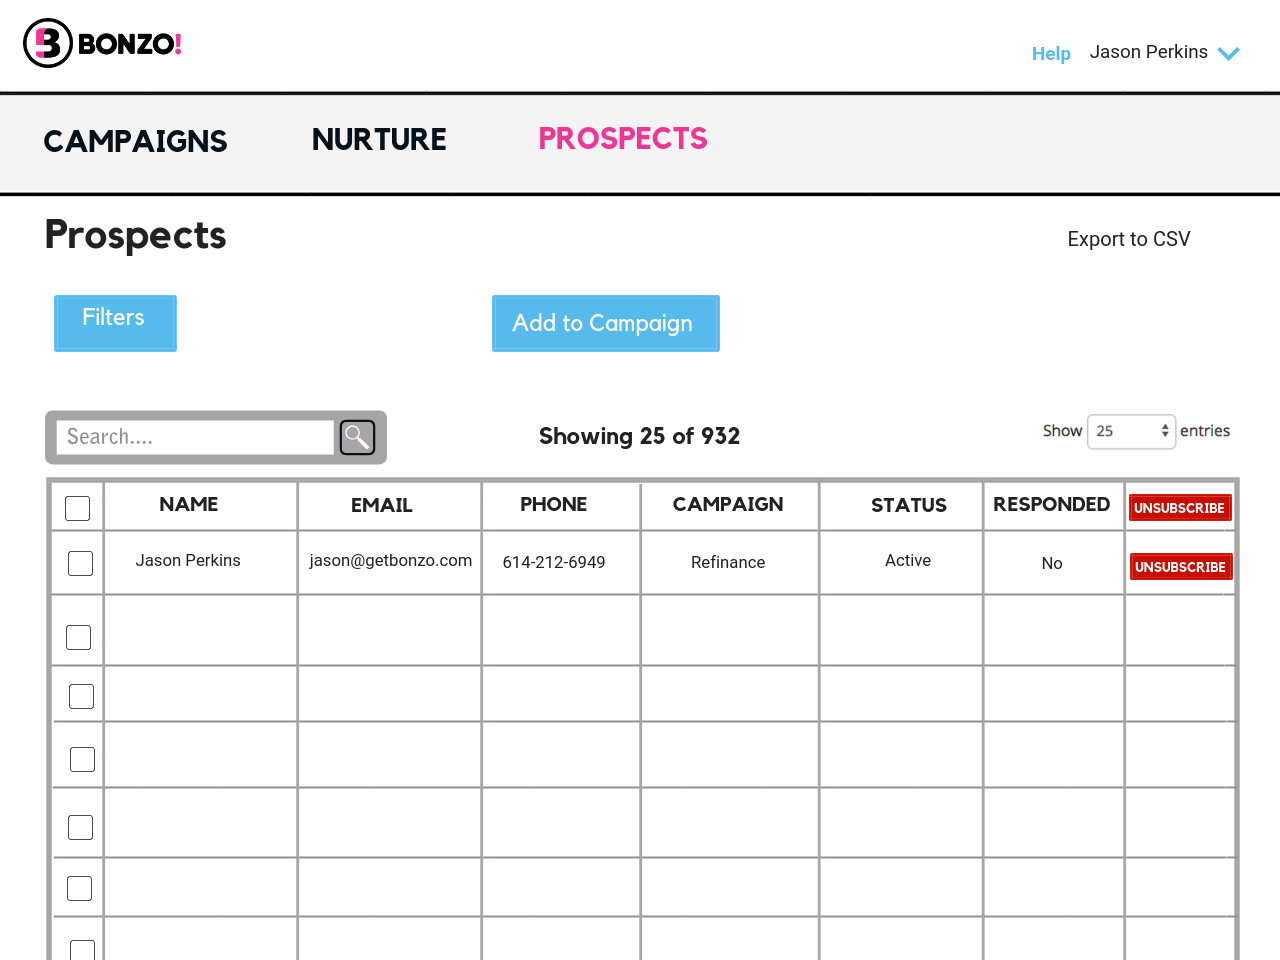 B BONZO!
Help Jason Perkins
CAMPAIGNS NURTURE PROSPECTS
Prospects
Export to CSV
Filters Add to Campaign
Search.... Showing 25 of 932 Show 25 entries
NAME EMAIL PHONE CAMPAIGN STATUS RESPONDED UNSUBSCRIBE
Jason Perkins jason@getbonzo.com 614-212-6949 Refinance Active No UNSUBSCRIBE